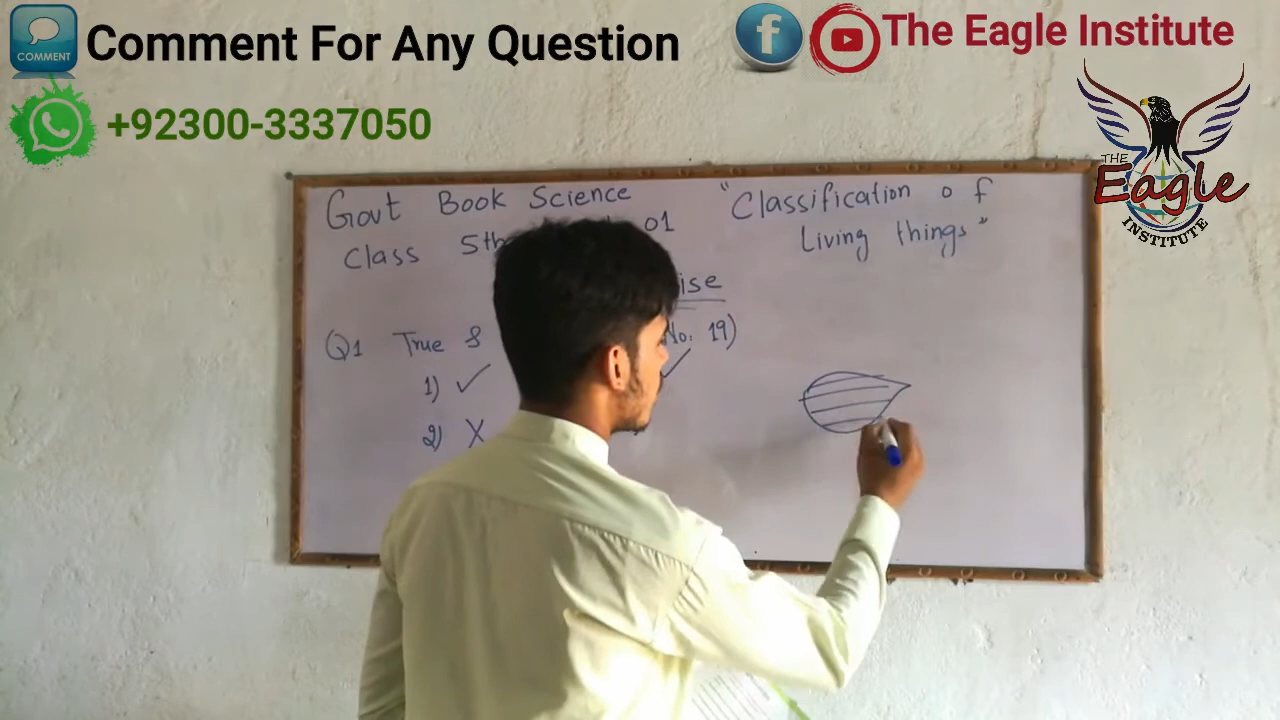 COMMENT
Comment For Any Question
The Eagle Institute
+92300-3337050
THE
Eagle
INSTITUTE
Govt Book Science
Class 5th 01
"Classification of
Living things"
Q1 True & No. 19)
1) ✓ ✓
2) X